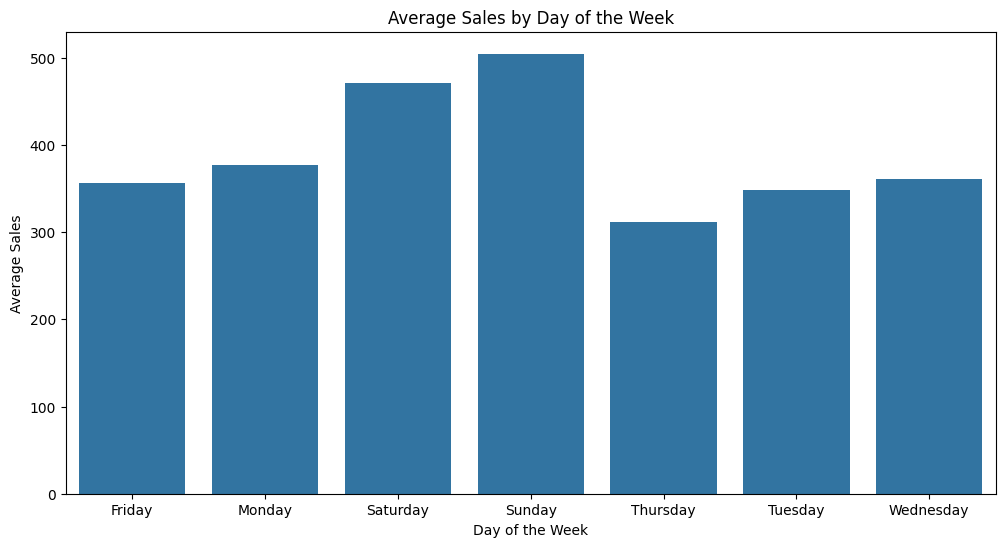 Average Sales by Day of the Week
Average Sales
500
400
300
200
100
0
Friday Monday Saturday Sunday Thursday Tuesday Wednesday
Day of the Week